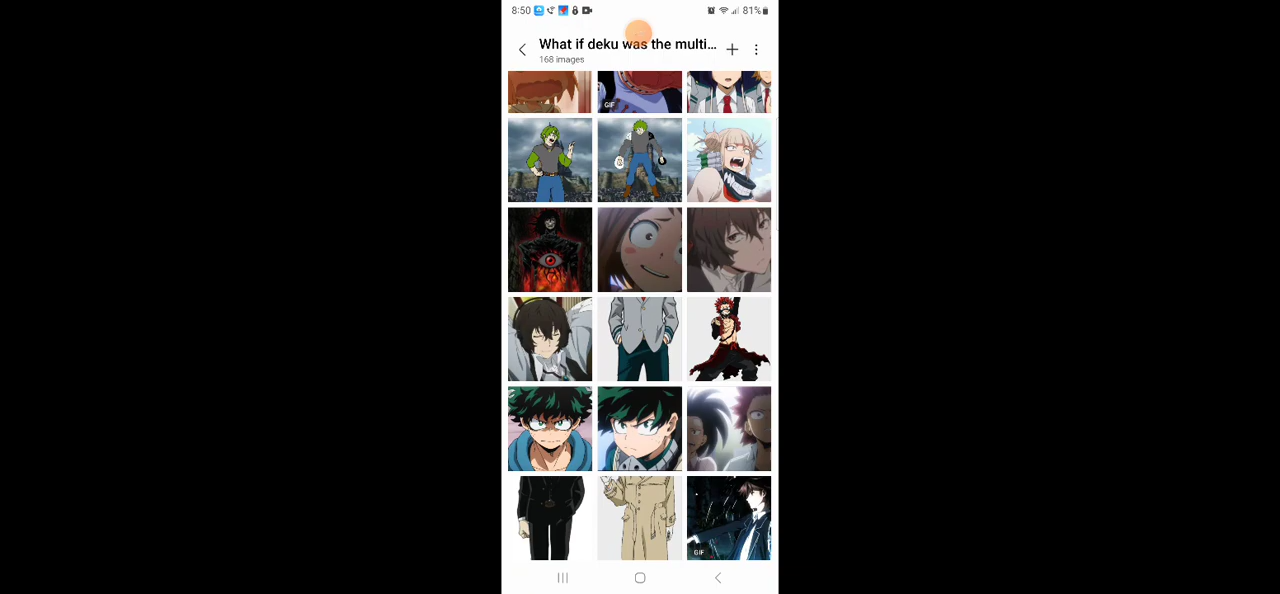 8:50
81%
What if deku was the multi...
168 images
GIF
GIF